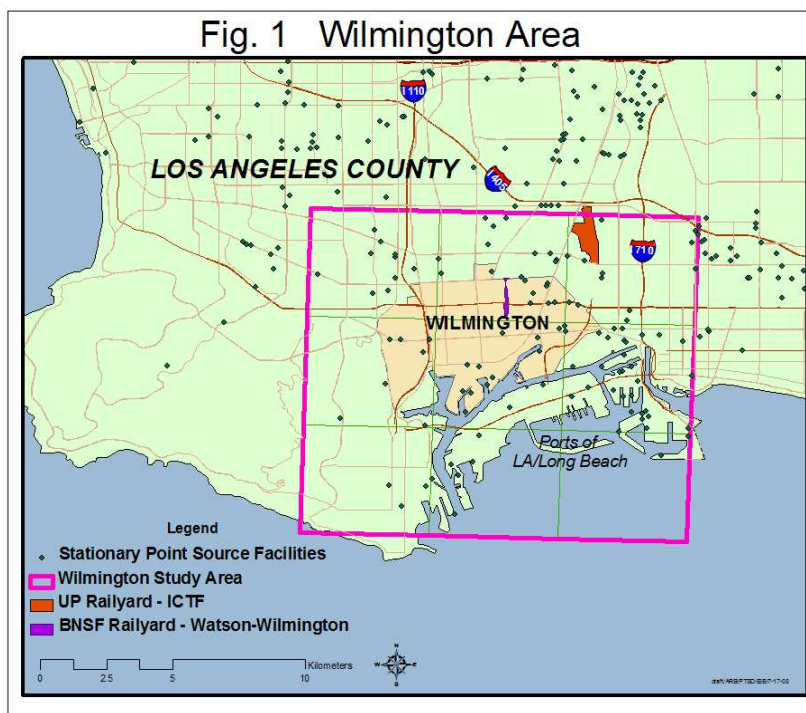 Fig. 1 Wilmington Area
I 110
LOS ANGELES COUNTY
I 405
I 710
WILMINGTON
Ports of
LA/Long Beach
Legend
Stationary Point Source Facilities
Wilmington Study Area
UP Railyard - ICTF
BNSF Railyard - Watson-Wilmington
Kilometers
0 2.5 5 10
N
W E
S